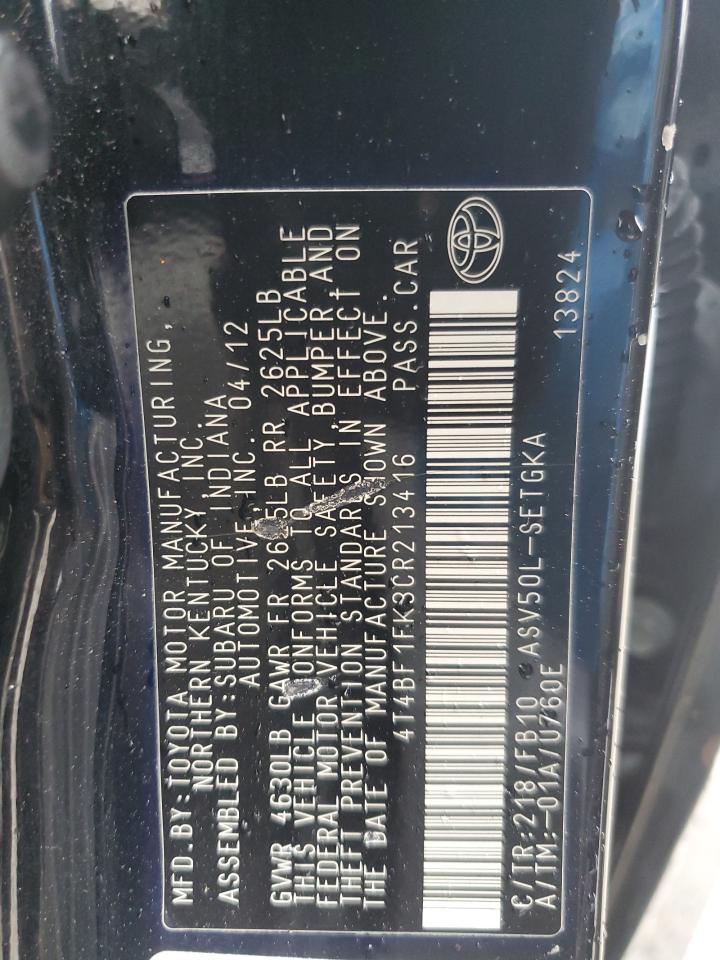 MFD.BY:TOYOTA MOTOR MANUFACTURING,
NORTHERN KENTUCKY, INC.
ASSEMBLED BY:SUBARU OF INDIANA
AUTOMOTIVE, INC. 04/12
GVWR 4630LB GAWR FR 2625LB RR 2625LB
THIS VEHICLE CONFORMS TO ALL APPLICABLE
FEDERAL MOTOR VEHICLE SAFETY, BUMPER, AND
THEFT PREVENTION STANDARDS IN EFFECT ON
THE DATE OF MANUFACTURE SHOWN ABOVE.
4T4BF1FK3CR213416 PASS.CAR
C/TR:218/FB10 ASV50L-SETGKA
A/TM:-01A/U760E 13824